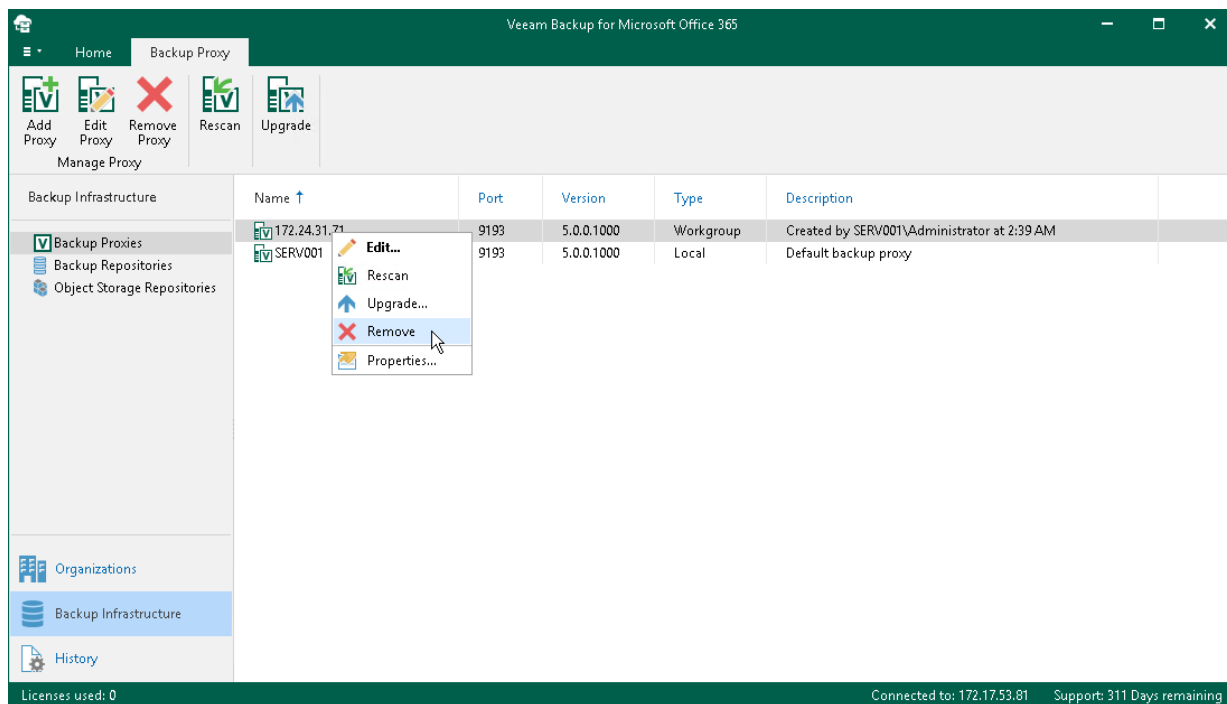 Veeam Backup for Microsoft Office 365
Home Backup Proxy
Add Proxy
Edit Proxy
Remove Proxy
Rescan
Upgrade
Manage Proxy
Backup Infrastructure
Backup Proxies
Backup Repositories
Object Storage Repositories
Name Port Version Type Description
172.24.31.71 9193 5.0.0.1000 Workgroup Created by SERV001\Administrator at 2:39 AM
SERV001 9193 5.0.0.1000 Local Default backup proxy
Edit...
Rescan
Upgrade...
Remove
Properties...
Organizations
Backup Infrastructure
History
Licenses used: 0 Connected to: 172.17.53.81 Support: 311 Days remaining